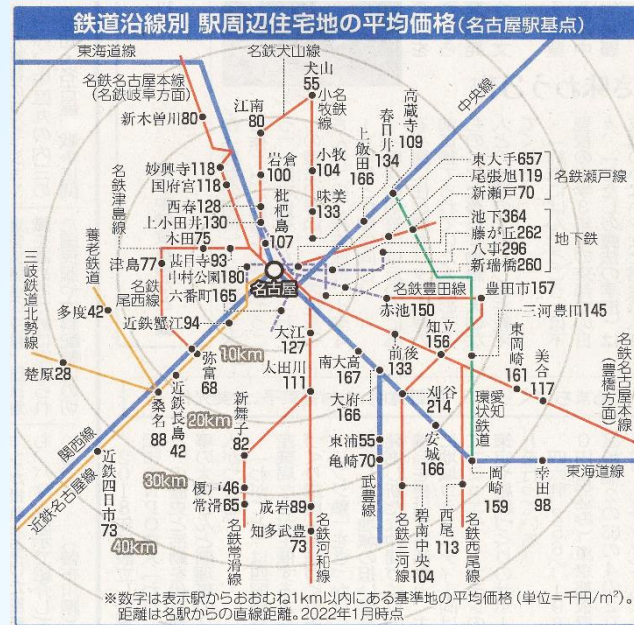 鉄道沿線別 駅周辺住宅地の平均価格(名古屋駅基点)
東海道線
名鉄犬山線
名鉄名古屋本線
(名鉄岐阜方面)
新木曽川80
江南
80
犬山
55
名鉄
小牧線
上飯田
166
春日井
134
高蔵寺
109
中央線
妙興寺118
国府宮118
岩倉
100
小牧
104
東大手657
尾張旭119
新瀬戸70
名鉄瀬戸線
名鉄津島線
西春128
上小田井130
枇杷島
107
味美
133
池下364
藤が丘262
八事296
新瑞橋260
地下鉄
木田75
津島77
甚目寺93
中村公園180
六番町165
名古屋
名鉄
尾西線
養老鉄道
三岐鉄道北勢線
多度42
楚原28
近鉄蟹江94
弥富
68
桑名
88
近鉄長島
42
関西線
近鉄名古屋線
近鉄四日市
73
10km
20km
30km
40km
大江
127
太田川
111
新舞子
82
榎戸46
常滑65
名鉄常滑線
成岩89
知多武豊
73
名鉄河和線
名鉄豊田線
赤池150
豊田市157
三河豊田145
知立
156
前後
133
南大高
167
大府
166
東浦55
亀崎70
武豊線
刈谷
214
安城
166
東岡崎
161
美合
117
名鉄名古屋本線
(豊橋方面)
愛知
環状鉄道
岡崎
159
幸田
98
東海道線
名鉄三河線
碧南中央
104
西尾
113
名鉄西尾線
※数字は表示駅からおおむね1km以内にある基準地の平均価格(単位=千円/m²)。
距離は名駅からの直線距離。2022年1月時点